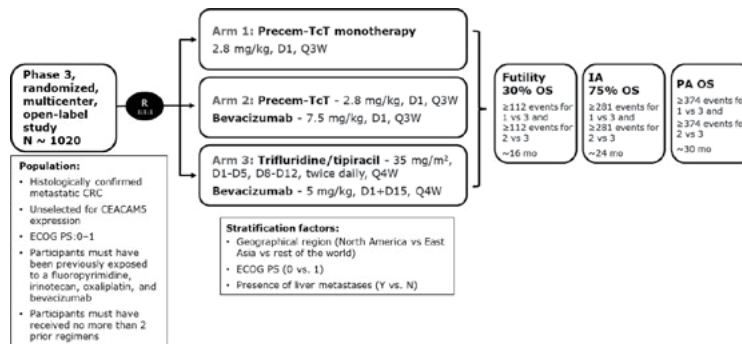 Phase 3,
randomized,
multicenter,
open-label
study
N ~ 1020
R
1:1:1
Arm 1: Precem-TcT monotherapy
2.8 mg/kg, D1, Q3W
Arm 2: Precem-TcT - 2.8 mg/kg, D1, Q3W
Bevacizumab - 7.5 mg/kg, D1, Q3W
Arm 3: Trifluridine/tipiracil - 35 mg/m²,
D1-D5, D8-D12, twice daily, Q4W
Bevacizumab - 5 mg/kg, D1+D15, Q4W
Futility
30% OS
≥112 events for
1 vs 3 and
≥112 events for
2 vs 3
~16 mo
IA
75% OS
≥281 events for
1 vs 3 and
≥281 events for
2 vs 3
~24 mo
PA OS
≥374 events for
1 vs 3 and
≥374 events for
2 vs 3
~30 mo
Population:
• Histologically confirmed
metastatic CRC
• Unselected for CEACAM5
expression
• ECOG PS:0-1
• Participants must have
been previously exposed
to a fluoropyrimidine,
irinotecan, oxaliplatin, and
bevacizumab
• Participants must have
received no more than 2
prior regimens
Stratification factors:
• Geographical region (North America vs East
Asia vs rest of the world)
• ECOG PS (0 vs. 1)
• Presence of liver metastases (Y vs. N)